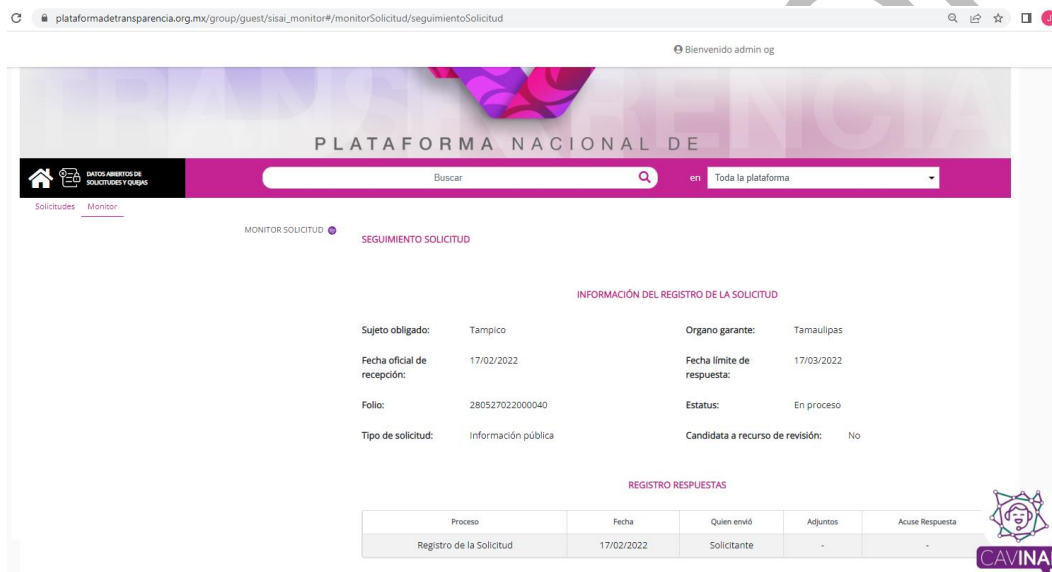 plataformadetransparencia.org.mx/group/guest/sisai_monitor#/monitorSolicitud/seguimientoSolicitud
Bienvenido admin og
TRANSPARENCIA
PLATAFORMA NACIONAL DE
DATOS ABIERTOS DE
SOLICITUDES Y QUEJAS
Buscar
en Toda la plataforma
Solicitudes Monitor
MONITOR SOLICITUD
SEGUIMIENTO SOLICITUD
INFORMACIÓN DEL REGISTRO DE LA SOLICITUD
Sujeto obligado: Tampico Organo garante: Tamaulipas
Fecha oficial de recepción: 17/02/2022 Fecha límite de respuesta: 17/03/2022
Folio: 280527022000040 Estatus: En proceso
Tipo de solicitud: Información pública Candidata a recurso de revisión: No
REGISTRO RESPUESTAS
Proceso Fecha Quien envió Adjuntos Acuse Respuesta
Registro de la Solicitud 17/02/2022 Solicitante - -
CAVINAI